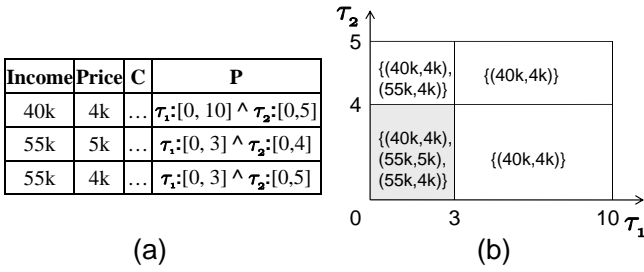 Income Price C P
40k 4k … τ₁:[0, 10] ^ τ₂:[0,5]
55k 5k … τ₁:[0, 3] ^ τ₂:[0,4]
55k 4k … τ₁:[0, 3] ^ τ₂:[0,5]
(a)
τ₂
5
{(40k,4k),
(55k,4k)}
{(40k,4k)}
4
{(40k,4k),
(55k,5k),
(55k,4k)}
{(40k,4k)}
0 3 10 τ₁
(b)